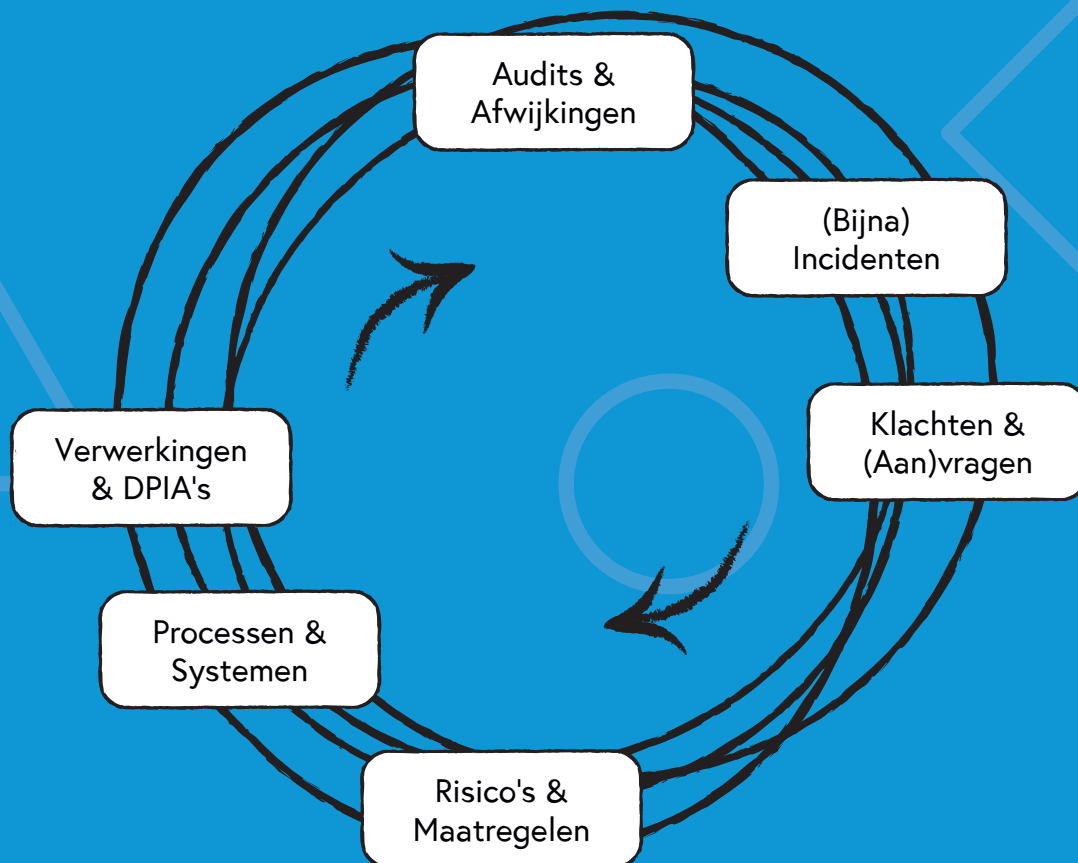 Audits &
Afwijkingen
(Bijna)
Incidenten
Klachten &
(Aan)vragen
Verwerkingen
& DPIA's
Processen &
Systemen
Risico's &
Maatregelen